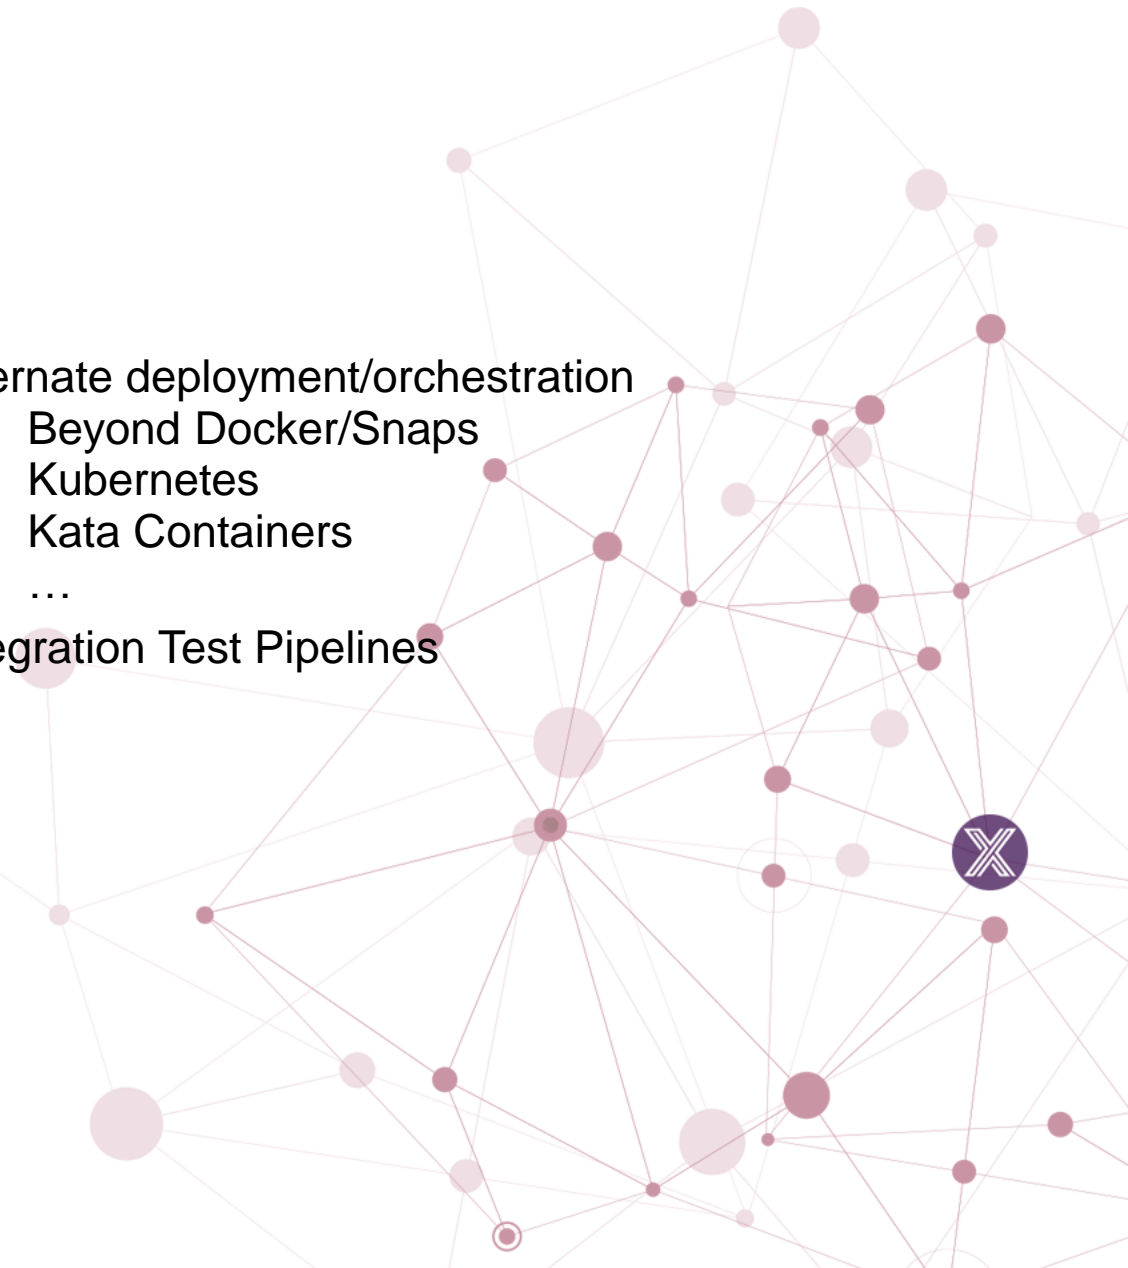 ernate deployment/orchestration
Beyond Docker/Snaps
Kubernetes
Kata Containers
…
egration Test Pipelines